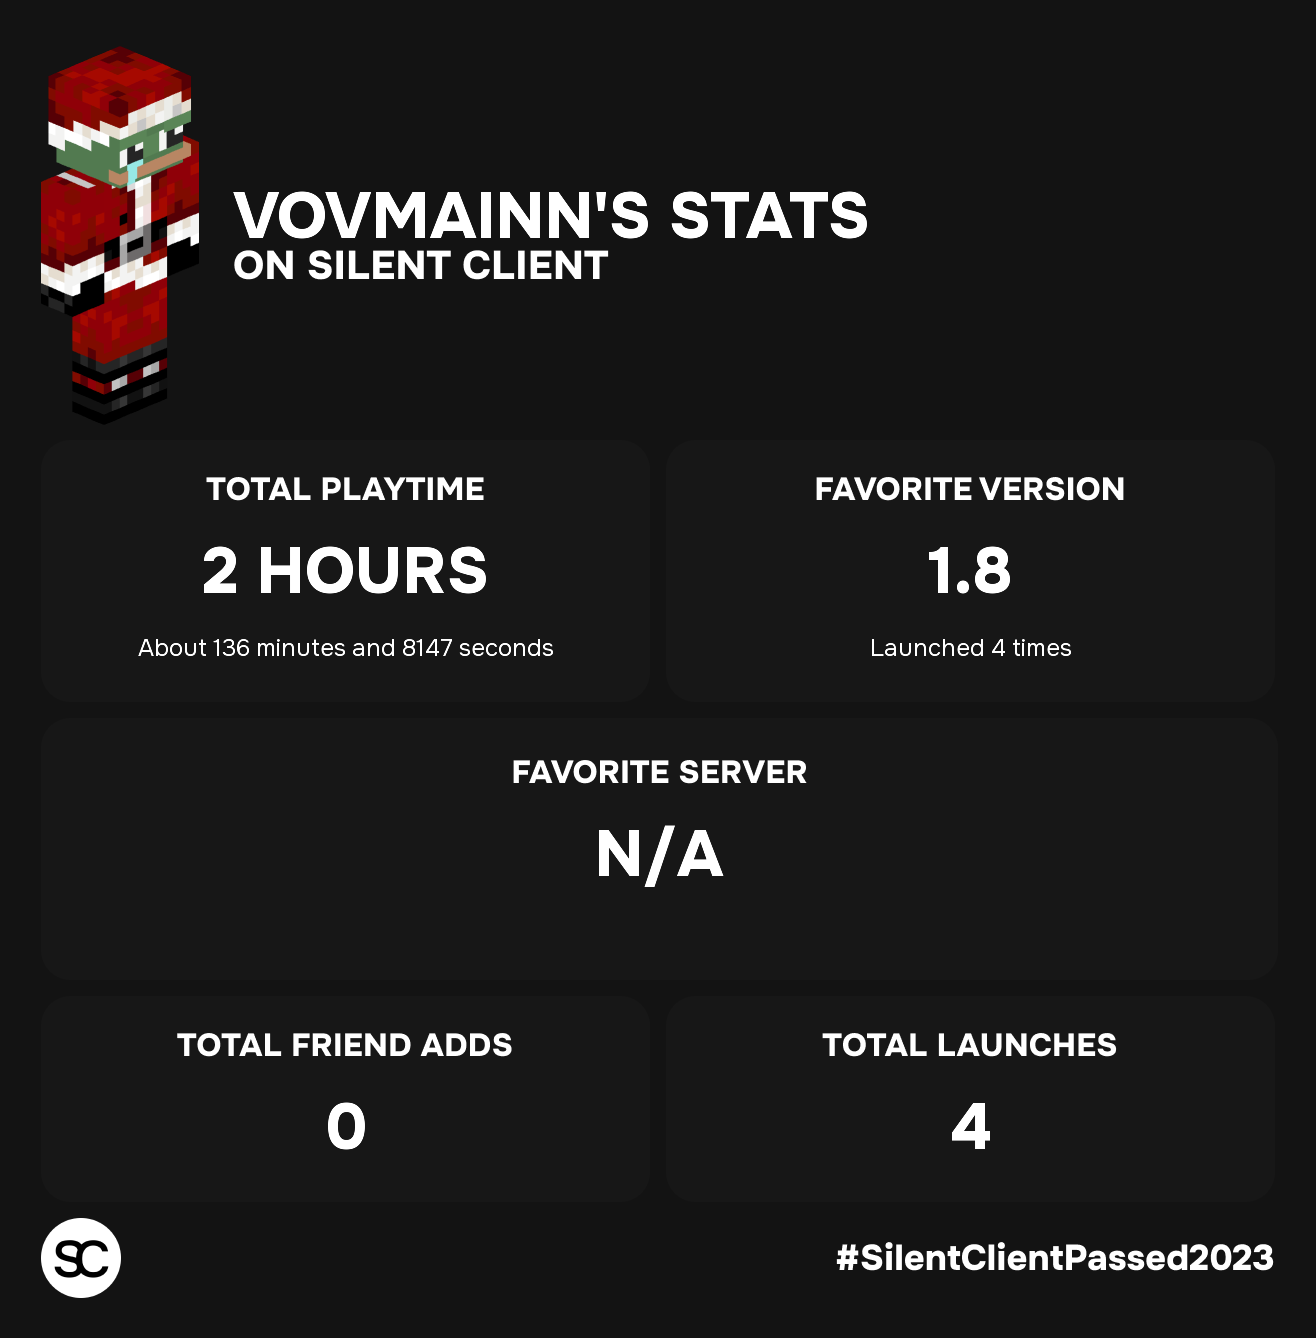 VOVMAINN'S STATS
ON SILENT CLIENT
TOTAL PLAYTIME
2 HOURS
About 136 minutes and 8147 seconds
FAVORITE VERSION
1.8
Launched 4 times
FAVORITE SERVER
N/A
TOTAL FRIEND ADDS
0
TOTAL LAUNCHES
4
SC
#SilentClientPassed2023